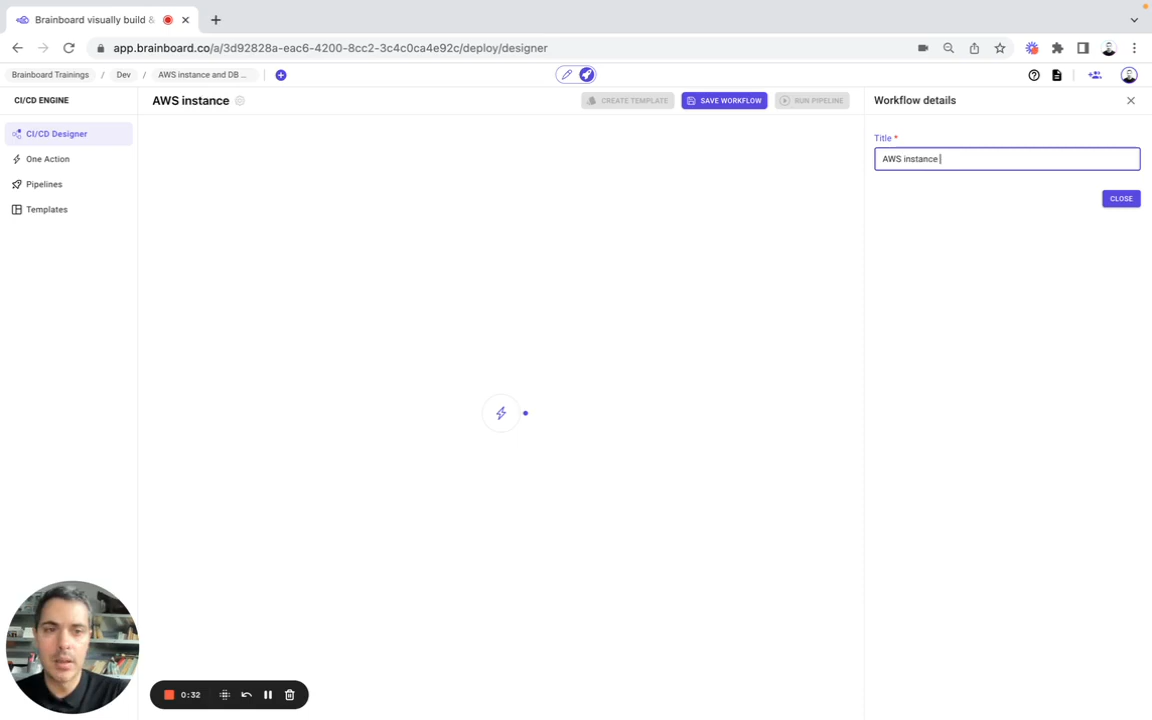 Brainboard visually build &
app.brainboard.co/a/3d92828a-eac6-4200-8cc2-3c4c0ca4e92c/deploy/designer
Brainboard Trainings / Dev / AWS instance and DB ...
CI/CD ENGINE
CI/CD Designer
One Action
Pipelines
Templates
AWS instance
CREATE TEMPLATE
SAVE WORKFLOW
RUN PIPELINE
Workflow details
Title *
AWS instance
CLOSE
0:32